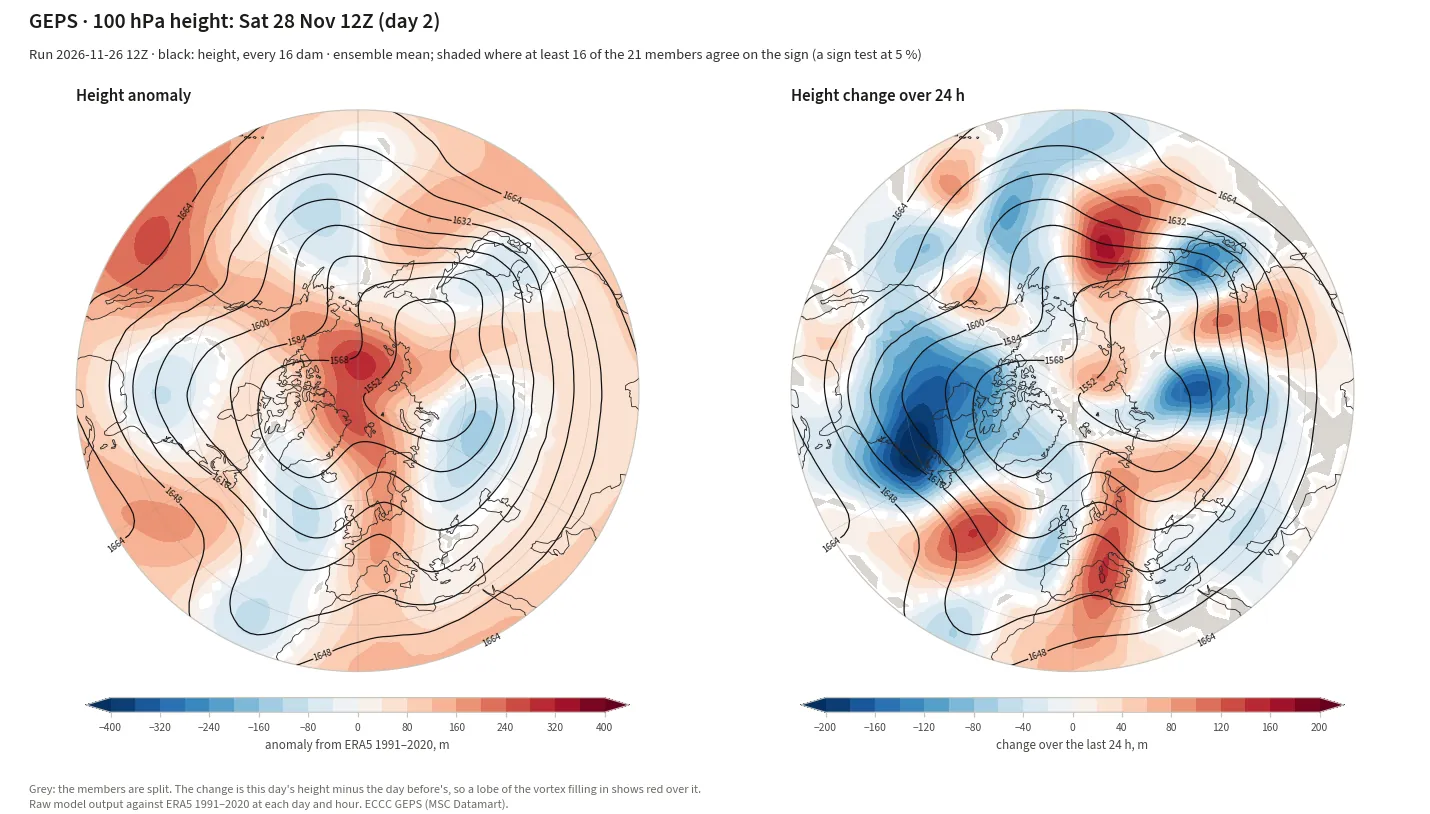 GEPS · 100 hPa height: Sat 28 Nov 12Z (day 2)
Run 2026-11-26 12Z · black: height, every 16 dam · ensemble mean; shaded where at least 16 of the 21 members agree on the sign (a sign test at 5 %)
Height anomaly
Height change over 24 h
1664
1664
1632
1600
1584
1568
1552
1616
1648
1664
1648
1664
1664
1664
1632
1600
1584
1568
1552
1616
1648
1664
1648
1664
−400 −320 −240 −160 −80 0 80 160 240 320 400
anomaly from ERA5 1991–2020, m
−200 −160 −120 −80 −40 0 40 80 120 160 200
change over the last 24 h, m
Grey: the members are split. The change is this day's height minus the day before's, so a lobe of the vortex filling in shows red over it.
Raw model output against ERA5 1991–2020 at each day and hour. ECCC GEPS (MSC Datamart).